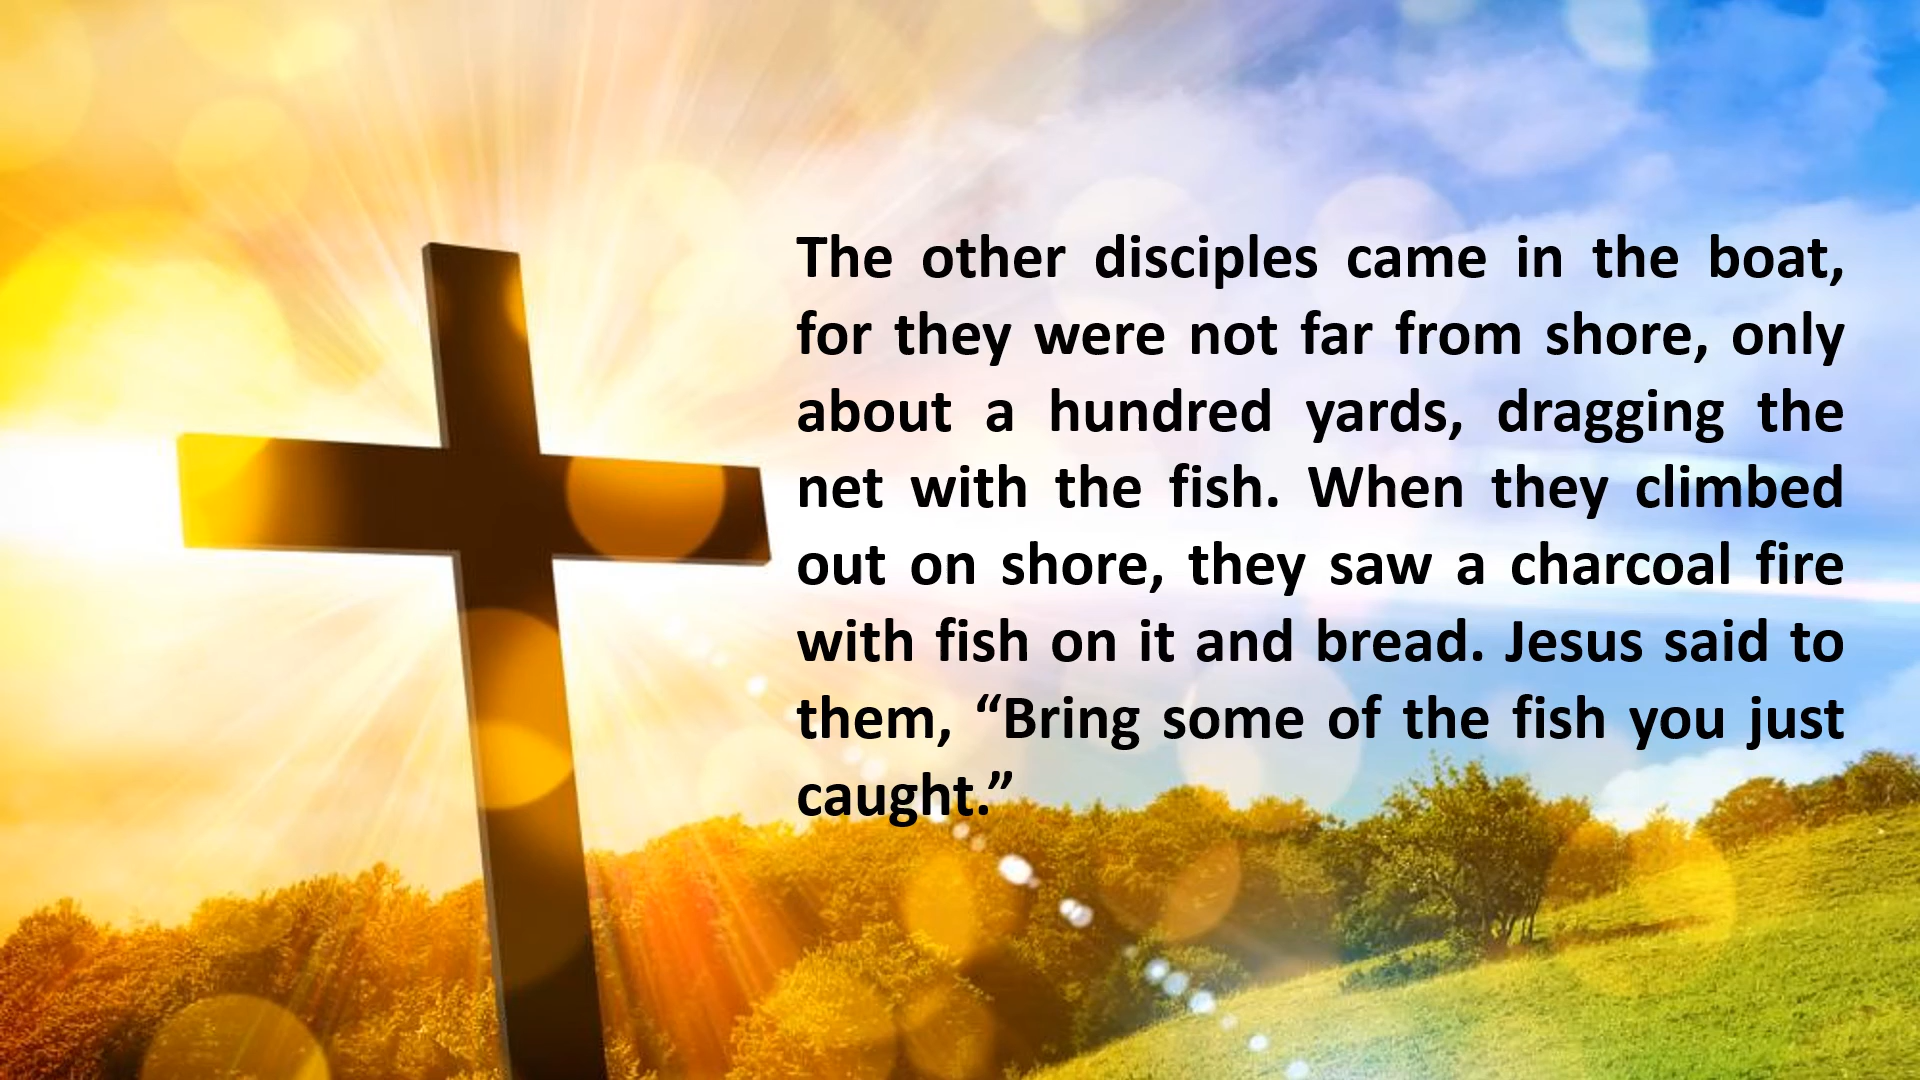 The other disciples came in the boat,
for they were not far from shore, only
about a hundred yards, dragging the
net with the fish. When they climbed
out on shore, they saw a charcoal fire
with fish on it and bread. Jesus said to
them, “Bring some of the fish you just
caught.”